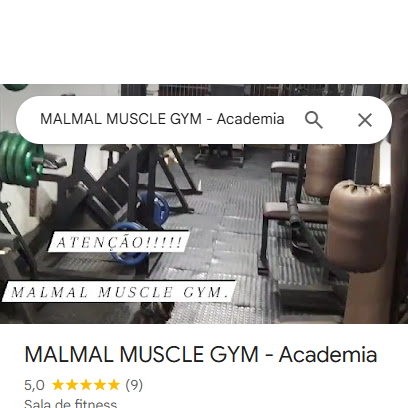 MALMAL MUSCLE GYM - Academia
ATENÇÃO!!!!!
MALMAL MUSCLE GYM.
MALMAL MUSCLE GYM - Academia
5,0 (9)
Sala de fitness